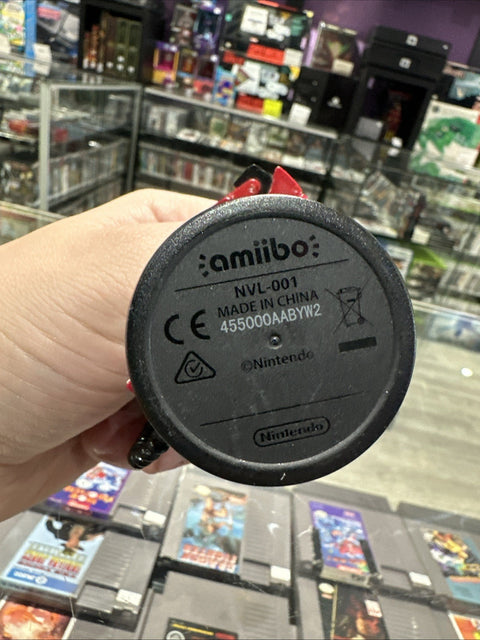 amiibo
NVL-001
MADE IN CHINA
CE
455000AABYW2
©Nintendo
Nintendo